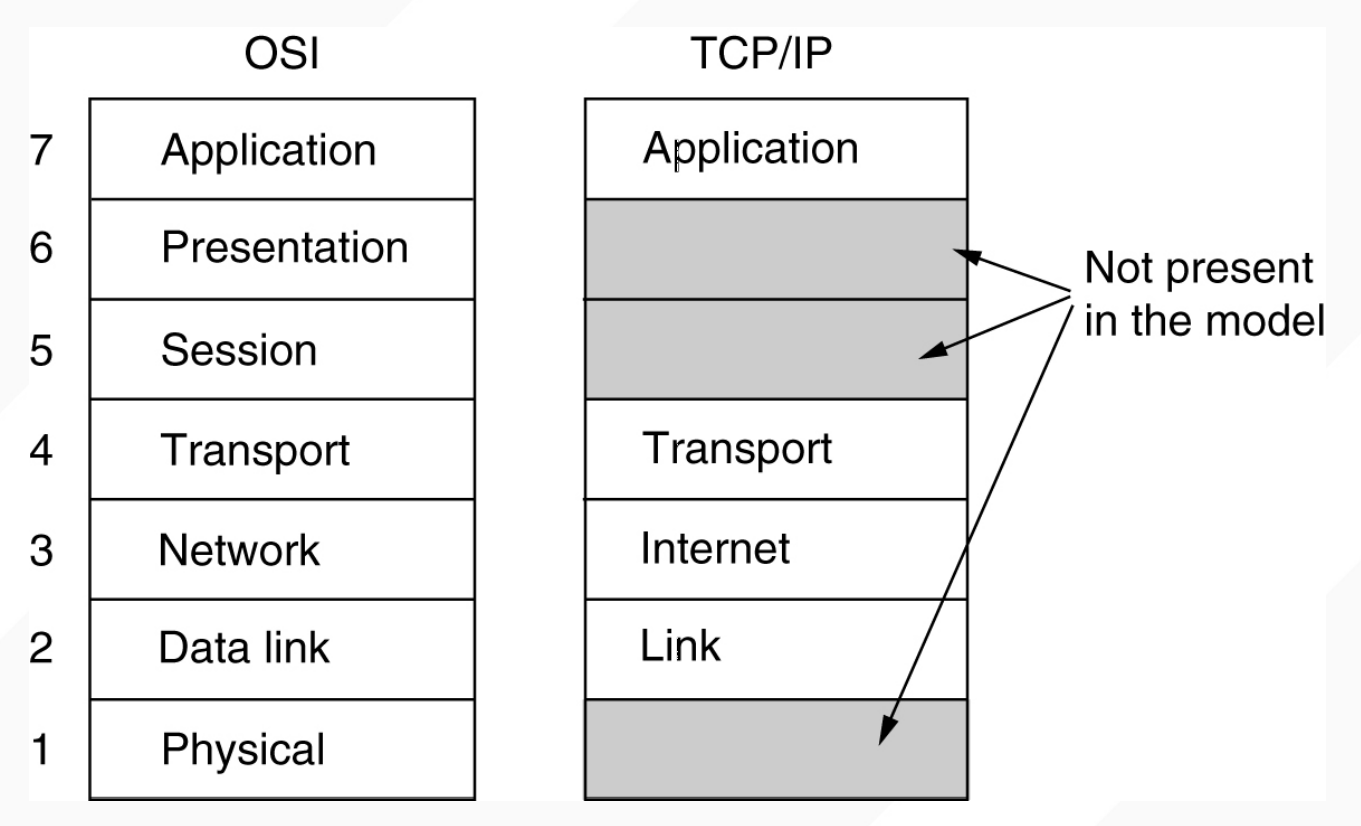 OSI
TCP/IP
7
Application
Application
6
Presentation
5
Session
Not present
in the model
4
Transport
Transport
3
Network
Internet
2
Data link
Link
1
Physical